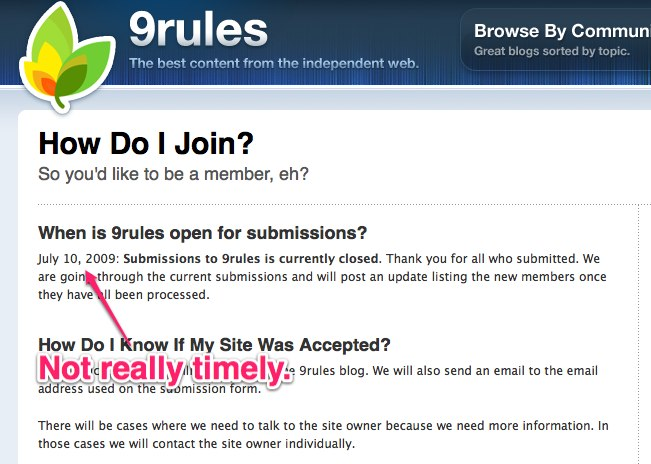 9rules
The best content from the independent web.
Browse By Communi
Great blogs sorted by topic.
How Do I Join?
So you'd like to be a member, eh?
When is 9rules open for submissions?
July 10, 2009: Submissions to 9rules is currently closed. Thank you for all who submitted. We
are going through the current submissions and will post an update listing the new members once
they have all been processed.
How Do I Know If My Site Was Accepted?
Not really timely.
9rules blog. We will also send an email to the email
address used on the submission form.
There will be cases where we need to talk to the site owner because we need more information. In
those cases we will contact the site owner individually.